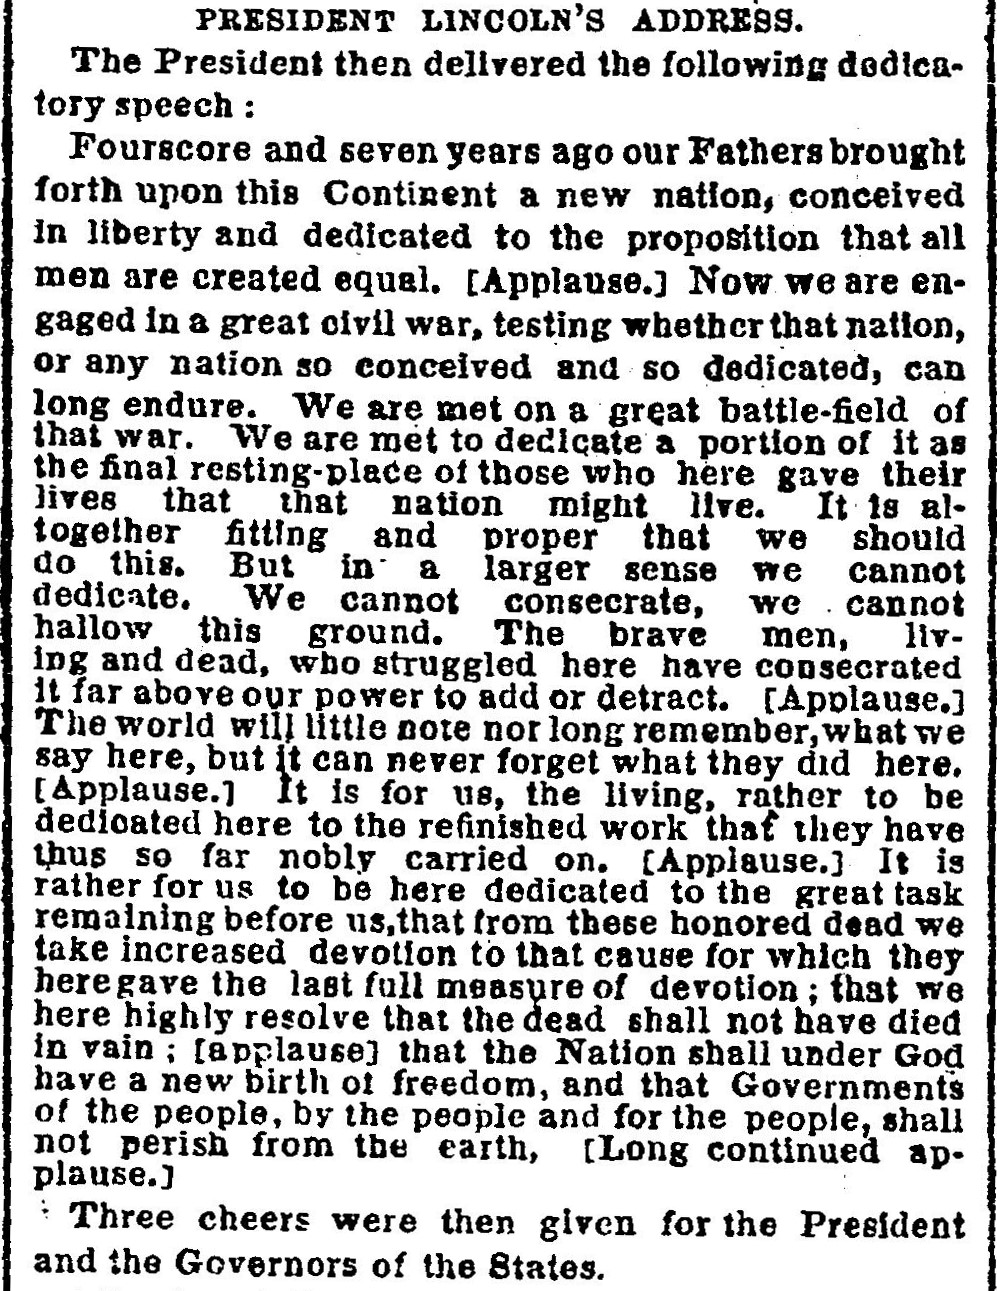 PRESIDENT LINCOLN'S ADDRESS.
The President then delivered the following dedica-
tory speech:
Fourscore and seven years ago our Fathers brought
forth upon this Continent a new nation, conceived
in liberty and dedicated to the proposition that all
men are created equal. [Applause.] Now we are en-
gaged in a great civil war, testing whether that nation,
or any nation so conceived and so dedicated, can
long endure. We are met on a great battle-field of
that war. We are met to dedicate a portion of it as
the final resting-place of those who here gave their
lives that that nation might live. It is al-
together fitting and proper that we should
do this. But in a larger sense we cannot
dedicate. We cannot consecrate, we cannot
hallow this ground. The brave men, liv-
ing and dead, who struggled here have consecrated
it far above our power to add or detract. [Applause.]
The world will little note nor long remember, what we
say here, but it can never forget what they did here.
[Applause.] It is for us, the living, rather to be
dedicated here to the refinished work that they have
thus so far nobly carried on. [Applause.] It is
rather for us to be here dedicated to the great task
remaining before us, that from these honored dead we
take increased devotion to that cause for which they
here gave the last full measure of devotion; that we
here highly resolve that the dead shall not have died
in vain; [applause] that the Nation shall under God
have a new birth of freedom, and that Governments
of the people, by the people and for the people, shall
not perish from the earth, [Long continued ap-
plause.]
Three cheers were then given for the President
and the Governors of the States.